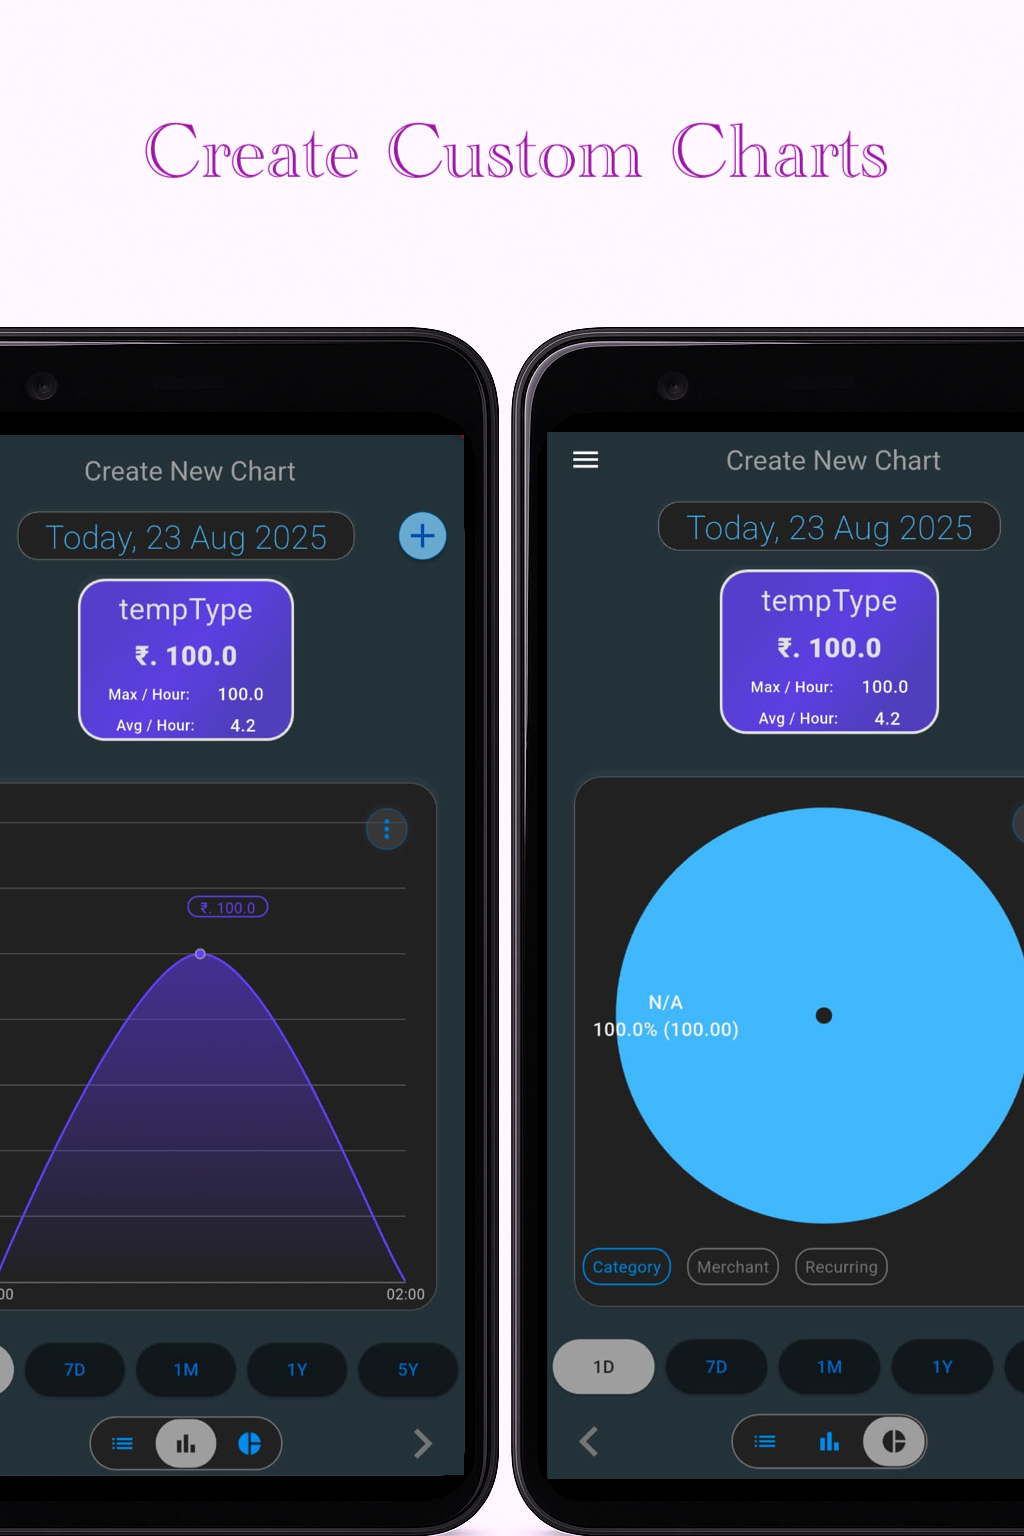 Create Custom Charts
Create New Chart
Today, 23 Aug 2025
tempType
₹. 100.0
Max / Hour: 100.0
Avg / Hour: 4.2
₹. 100.0
00
02:00
7D
1M
1Y
5Y
Create New Chart
Today, 23 Aug 2025
tempType
₹. 100.0
Max / Hour: 100.0
Avg / Hour: 4.2
N/A
100.0% (100.00)
Category
Merchant
Recurring
1D
7D
1M
1Y